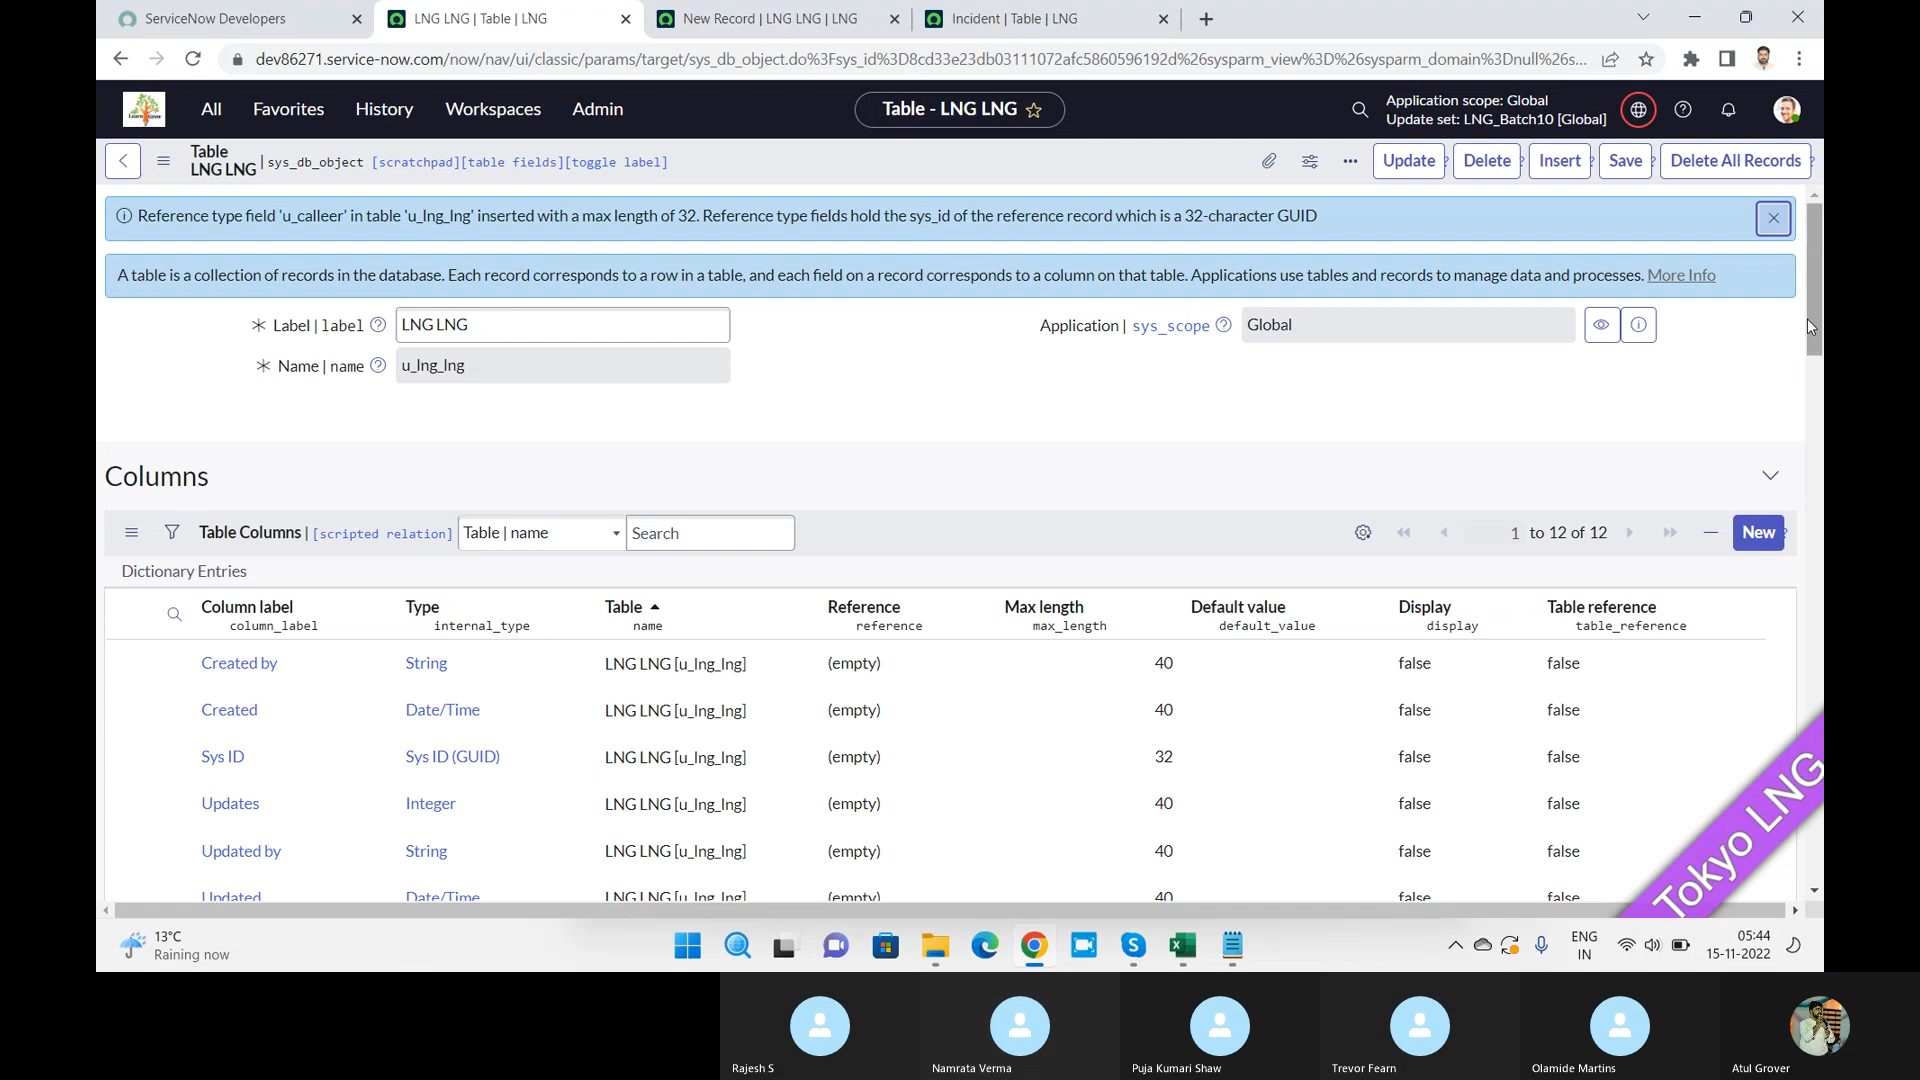 ServiceNow Developers
LNG LNG | Table | LNG
New Record | LNG LNG | LNG
Incident | Table | LNG
dev86271.service-now.com/now/nav/ui/classic/params/target/sys_db_object.do%3Fsys_id%3D8cd33e23db03111072afc5860596192d%26sysparm_view%3D%26sysparm_domain%3Dnull%26s...
All Favorites History Workspaces Admin
Table - LNG LNG
Application scope: Global
Update set: LNG_Batch10 [Global]
Table
LNG LNG |sys_db_object [scratchpad][table fields][toggle label]
Update Delete Insert Save Delete All Records
Reference type field 'u_calleer' in table 'u_lng_lng' inserted with a max length of 32. Reference type fields hold the sys_id of the reference record which is a 32-character GUID
A table is a collection of records in the database. Each record corresponds to a row in a table, and each field on a record corresponds to a column on that table. Applications use tables and records to manage data and processes. More Info
Label | label LNG LNG Application | sys_scope Global
Name | name u_lng_lng
Columns
Table Columns | [scripted relation] Table | name Search 1 to 12 of 12 New
Dictionary Entries
Column label Type Table Reference Max length Default value Display Table reference
column_label internal_type name reference max_length default_value display table_reference
Created by String LNG LNG [u_lng_lng] (empty) 40 false false
Created Date/Time LNG LNG [u_lng_lng] (empty) 40 false false
Sys ID Sys ID (GUID) LNG LNG [u_lng_lng] (empty) 32 false false
Updates Integer LNG LNG [u_lng_lng] (empty) 40 false false
Updated by String LNG LNG [u_lng_lng] (empty) 40 false false
Updated Date/Time LNG LNG [u_lng_lng] (empty) 40 false false
Tokyo LNG
13°C
Raining now
ENG
IN
05:44
15-11-2022
Rajesh S
Namrata Verma
Puja Kumari Shaw
Trevor Fearn
Olamide Martins
Atul Grover